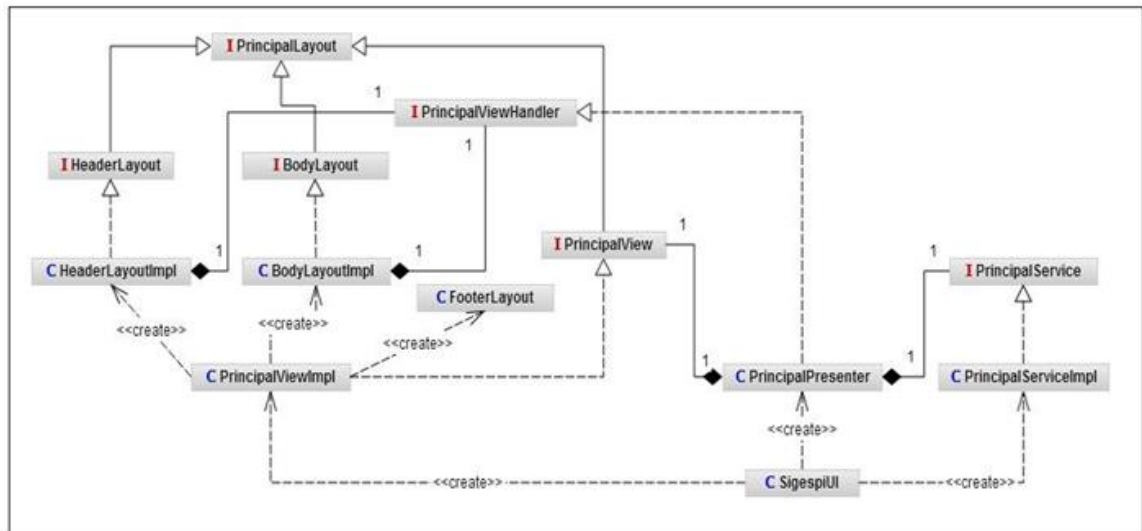 I PrincipalLayout
1
I PrincipalViewHandler
1
I HeaderLayout
I BodyLayout
I PrincipalView
1
1
I PrincipalService
1
C HeaderLayoutImpl
1
C BodyLayoutImpl
C FooterLayout
<<create>>
<<create>>
<<create>>
1
1
C PrincipalViewImpl
C PrincipalPresenter
C PrincipalServiceImpl
<<create>>
<<create>>
<<create>>
C SigespiUI
1